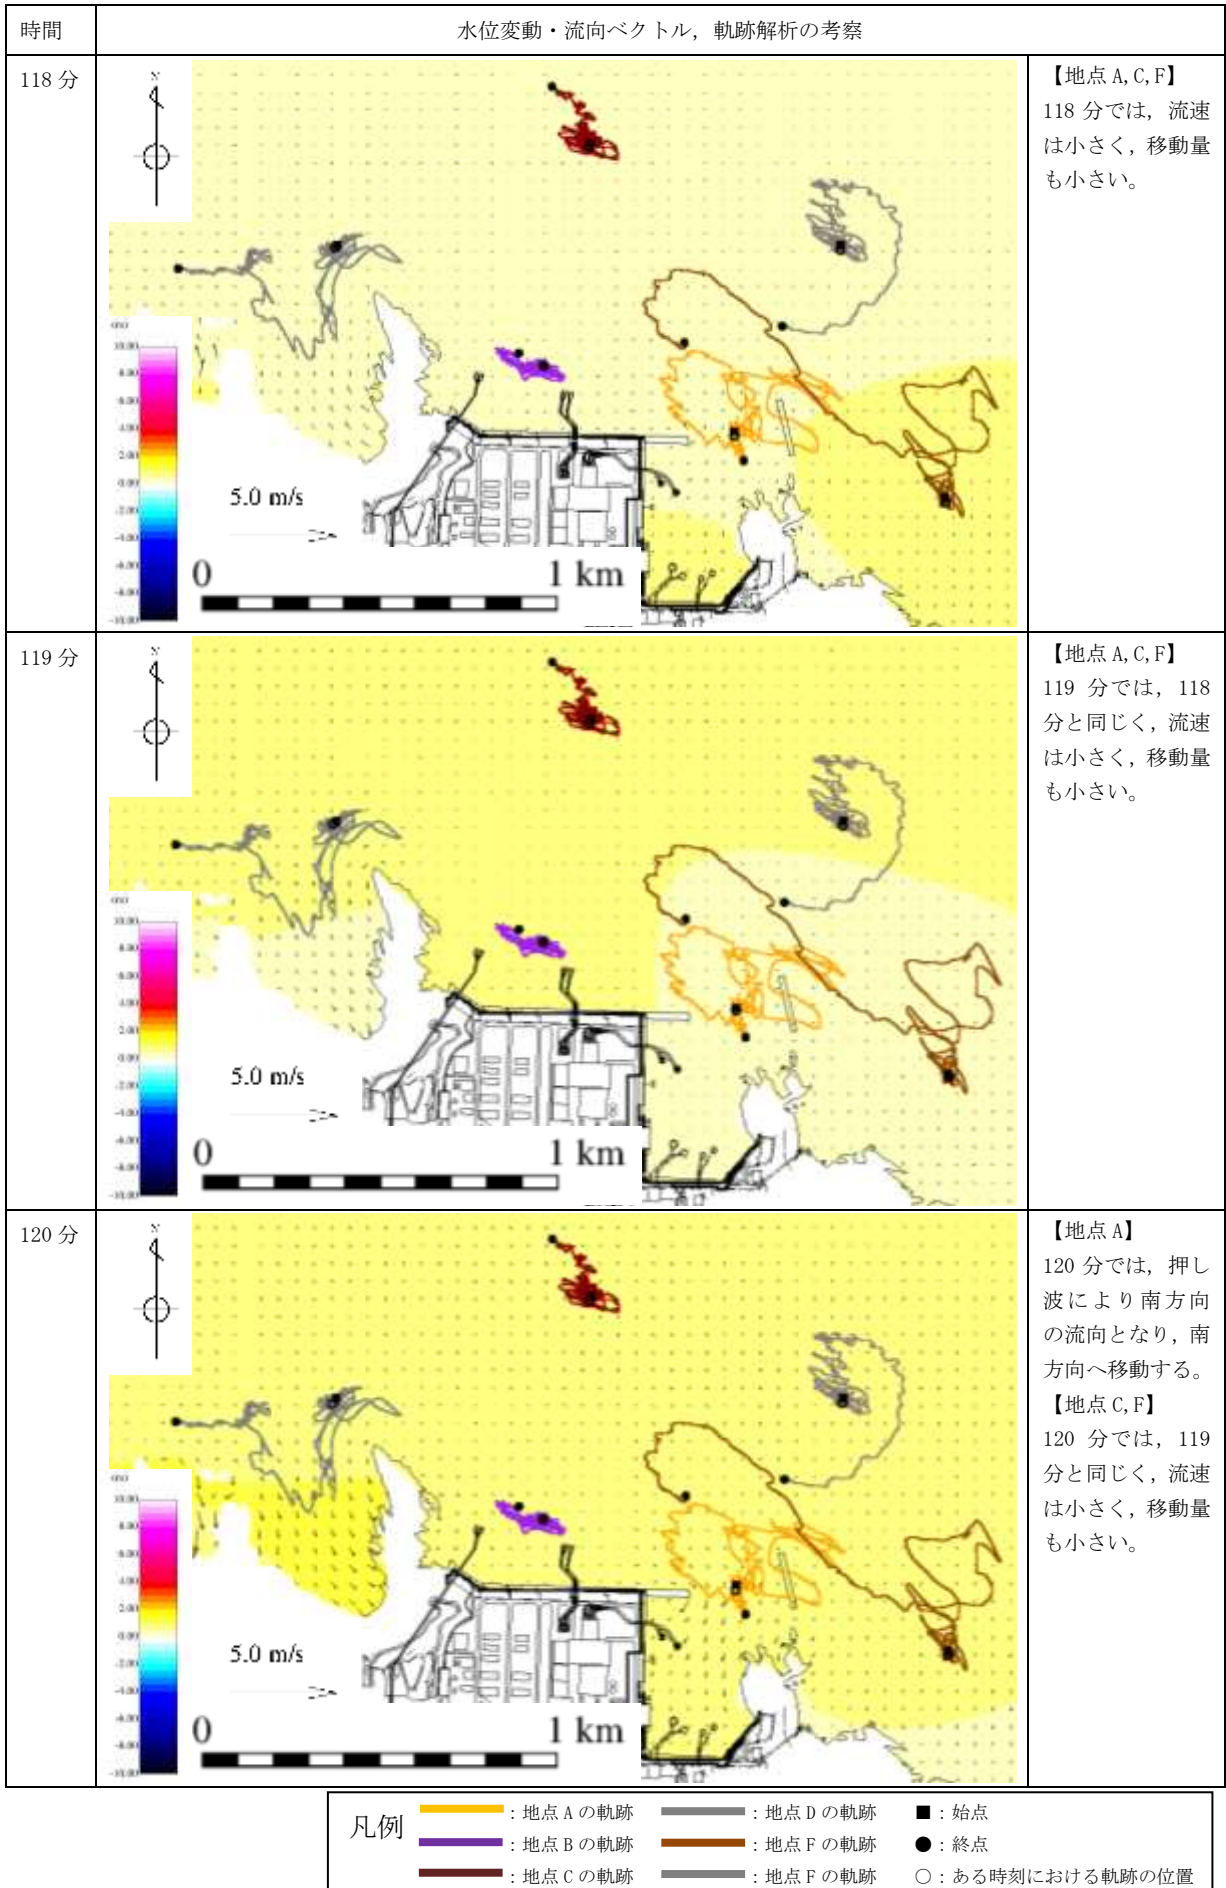 時間
水位変動・流向ベクトル，軌跡解析の考察
118 分
N
【地点 A,C,F】
118 分では，流速
は小さく，移動量
も小さい。
5.0 m/s
0 1 km
119 分
N
【地点 A,C,F】
119 分では，118
分と同じく，流速
は小さく，移動量
も小さい。
5.0 m/s
0 1 km
120 分
N
【地点 A】
120 分では，押し
波により南方向
の流向となり，南
方向へ移動する。
【地点 C,F】
120 分では，119
分と同じく，流速
は小さく，移動量
も小さい。
5.0 m/s
0 1 km
凡例
：地点 A の軌跡 ：地点 D の軌跡 ■：始点
：地点 B の軌跡 ：地点 F の軌跡 ●：終点
：地点 C の軌跡 ：地点 F の軌跡 ○：ある時刻における軌跡の位置